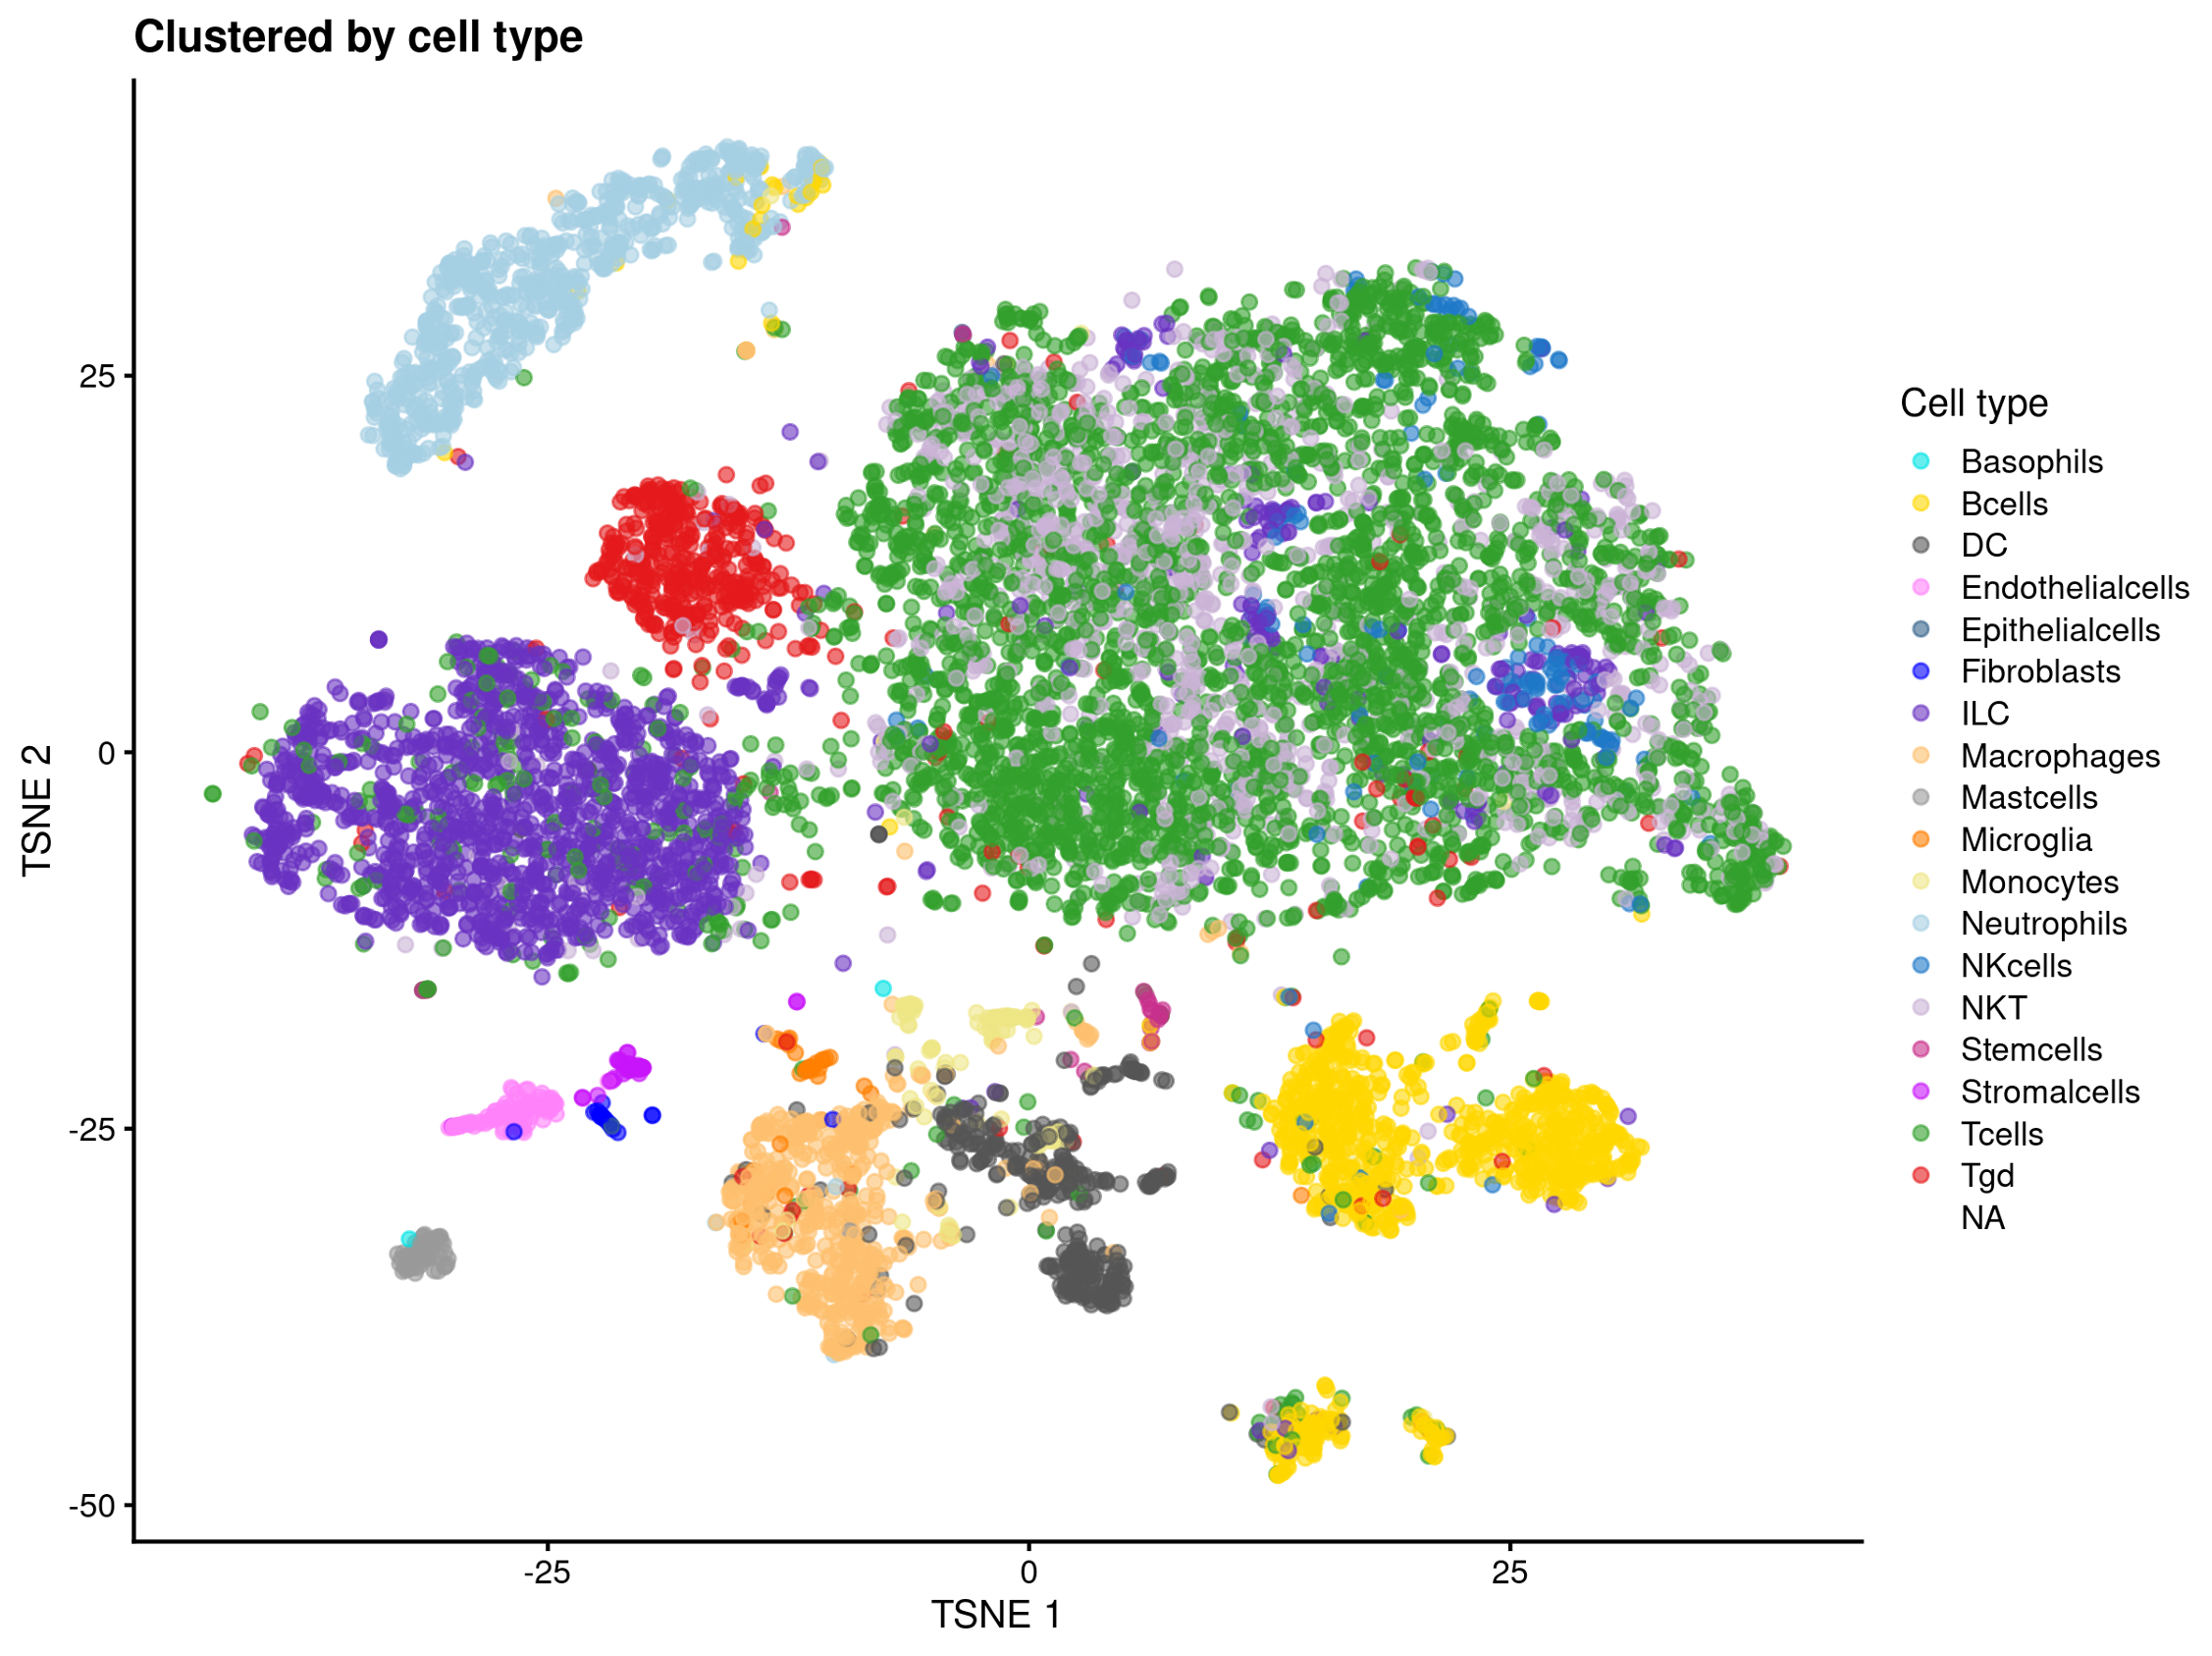 Clustered by cell type
25
0
-25
-50
TSNE 2
-25
0
25
TSNE 1
Cell type
Basophils
Bcells
DC
Endothelialcells
Epithelialcells
Fibroblasts
ILC
Macrophages
Mastcells
Microglia
Monocytes
Neutrophils
NKcells
NKT
Stemcells
Stromalcells
Tcells
Tgd
NA